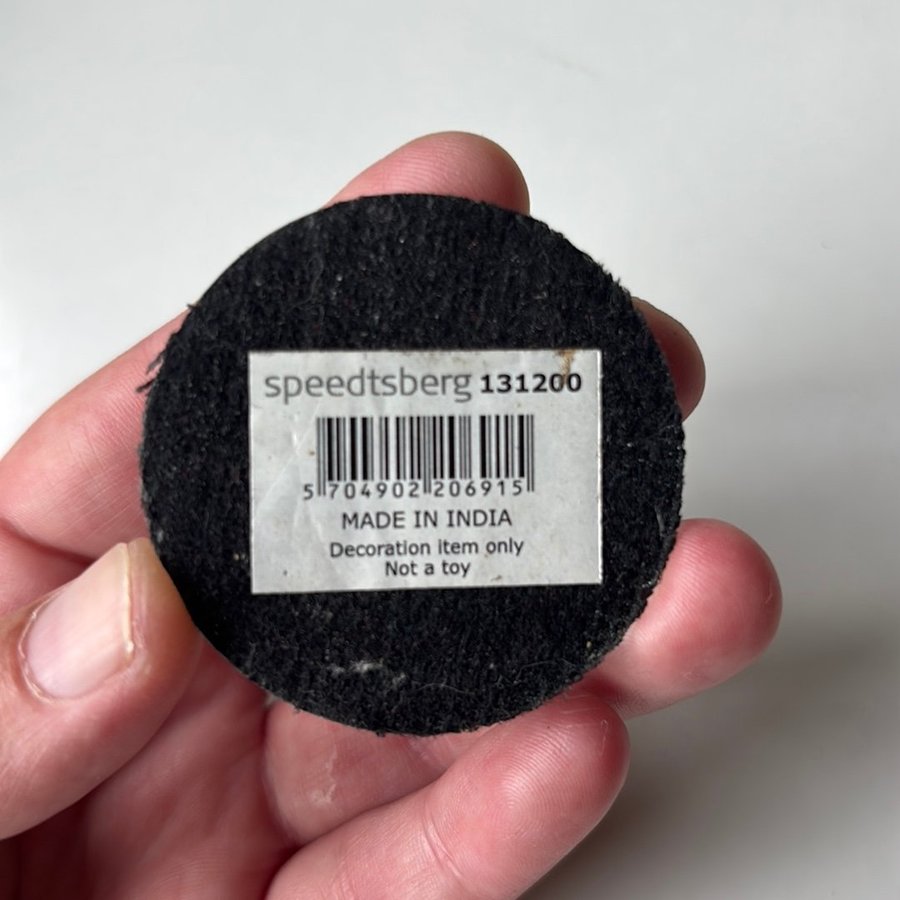 speedtsberg 131200
5 704902 206915
MADE IN INDIA
Decoration item only
Not a toy